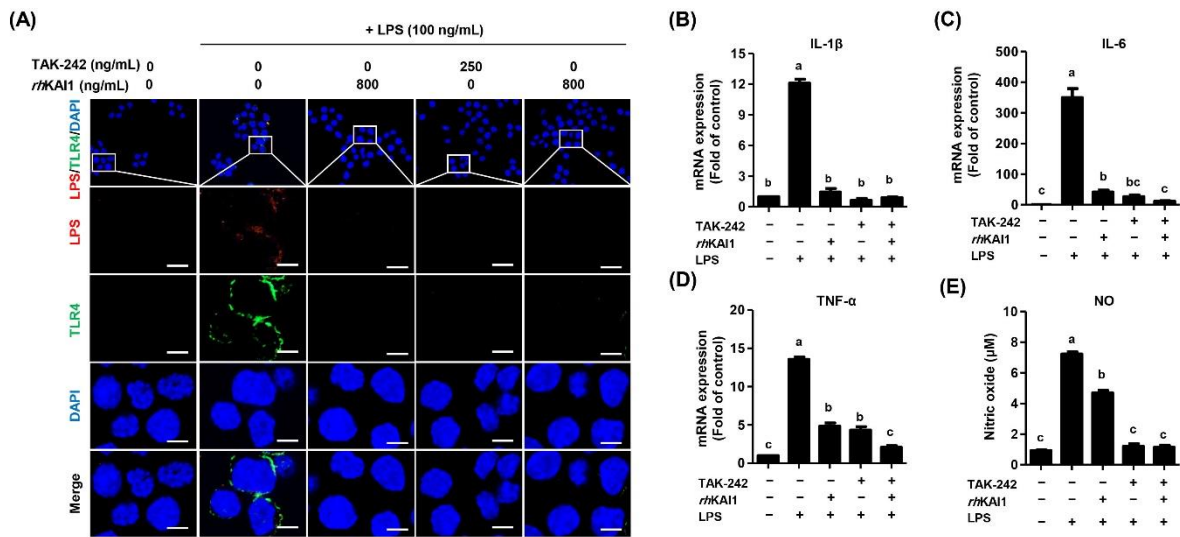 (A)
+ LPS (100 ng/mL)
TAK-242 (ng/mL) 0 0 0 250 0
rhKAI1 (ng/mL) 0 0 800 0 800
LPS/TLR4/DAPI
LPS
TLR4
DAPI
Merge
(B)
IL-1β
mRNA expression
(Fold of control)
15
12
9
6
3
0
b a b b b
TAK-242 − − − + +
rhKAI1 − − + − +
LPS − + + + +
(C)
IL-6
mRNA expression
(Fold of control)
500
400
300
200
100
0
c a b bc c
TAK-242 − − − + +
rhKAI1 − − + − +
LPS − + + + +
(D)
TNF-α
mRNA expression
(Fold of control)
20
15
10
5
0
c a b b c
TAK-242 − − − + +
rhKAI1 − − + − +
LPS − + + + +
(E)
NO
Nitric oxide (μM)
10
8
6
4
2
0
c a b c c
TAK-242 − − − + +
rhKAI1 − − + − +
LPS − + + + +